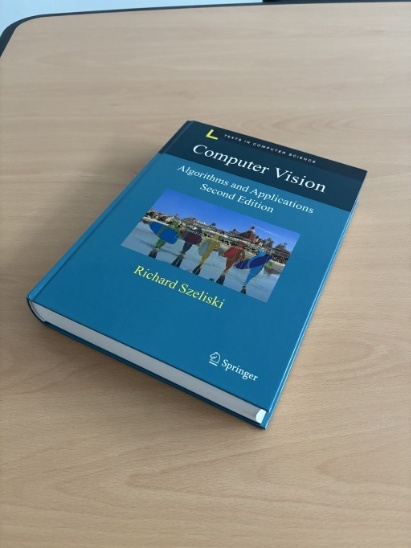 TEXTS IN COMPUTER SCIENCE
Computer Vision
Algorithms and Applications
Second Edition
Richard Szeliski
Springer